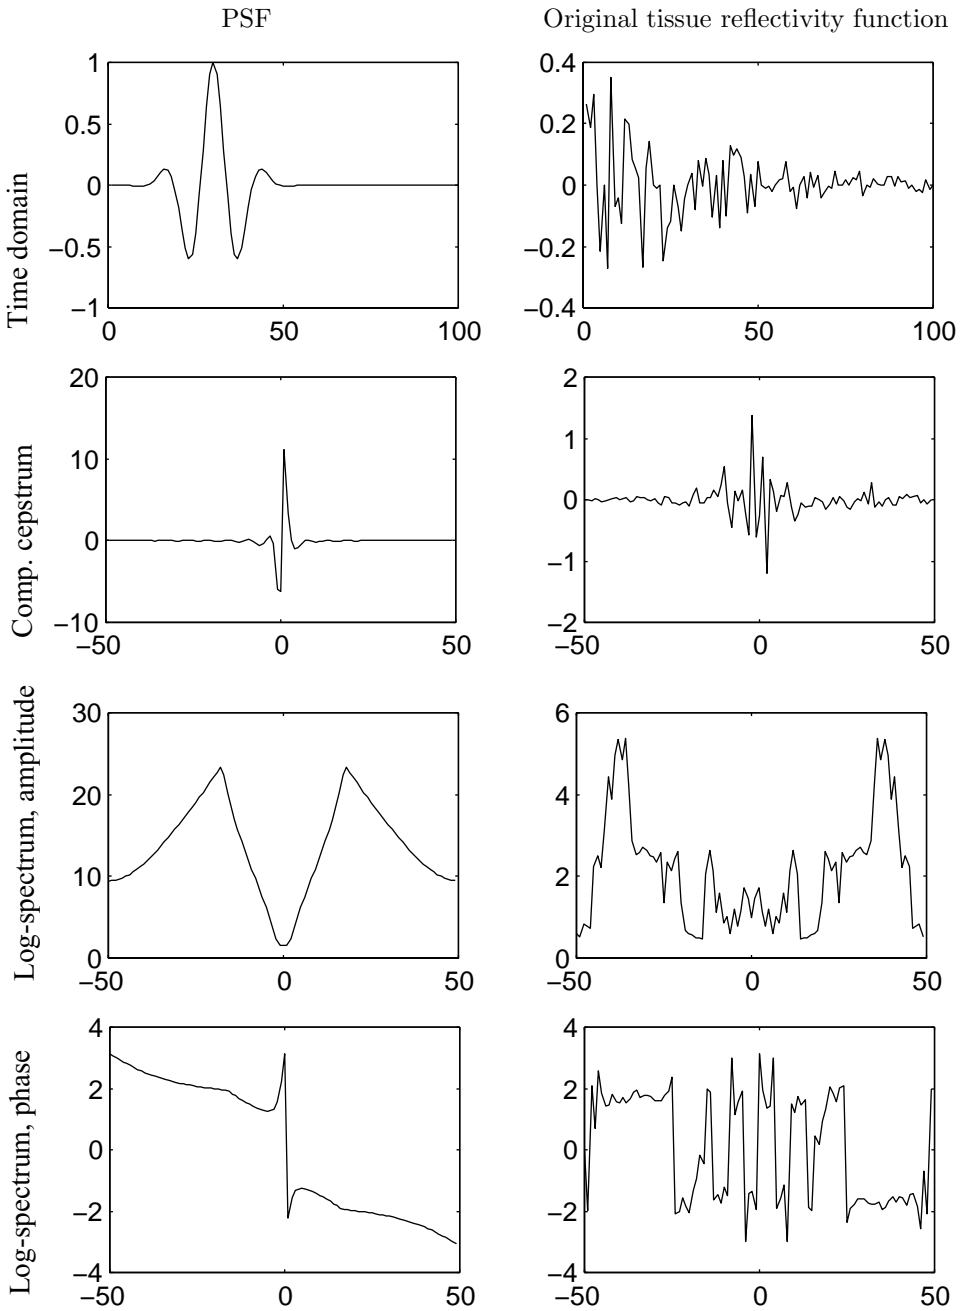 PSF
Original tissue reflectivity function
Time domain
1
0.5
0
−0.5
−1
0 50 100
0.4
0.2
0
−0.2
−0.4
0 50 100
Comp. cepstrum
20
10
0
−10
−50 0 50
2
1
0
−1
−2
−50 0 50
Log-spectrum, amplitude
30
20
10
0
−50 0 50
6
4
2
0
−50 0 50
Log-spectrum, phase
4
2
0
−2
−4
−50 0 50
4
2
0
−2
−4
−50 0 50